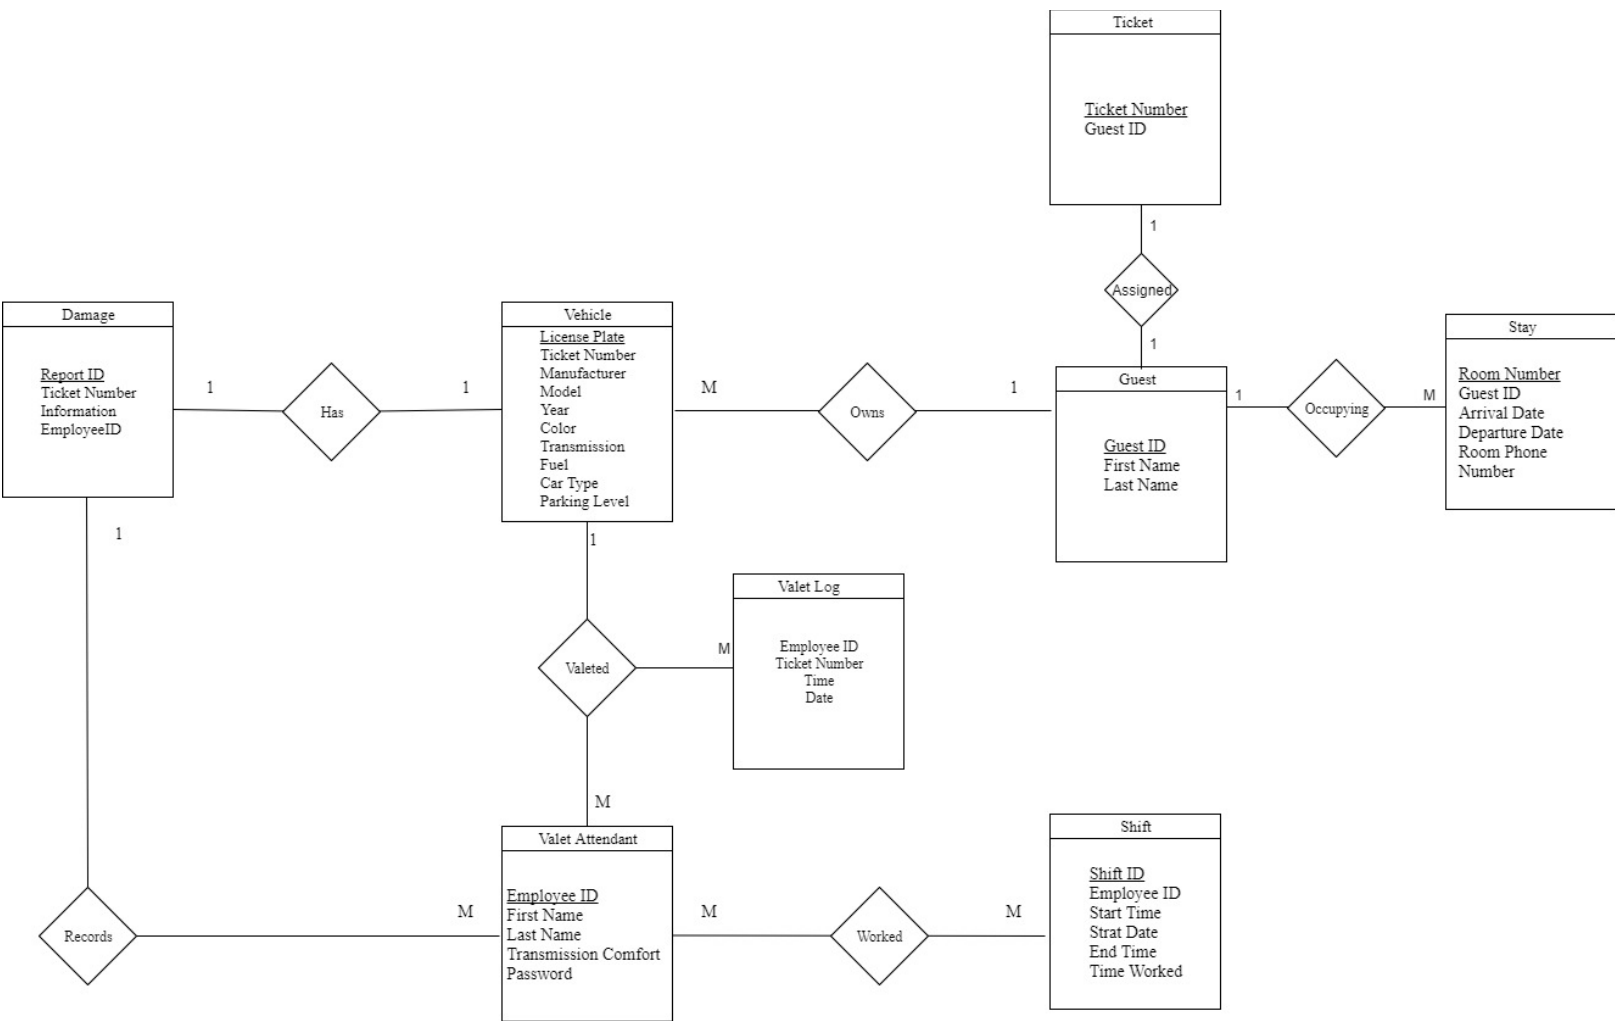 Ticket
Ticket Number
Guest ID
1
Assigned
1
Damage
Report ID
Ticket Number
Information
EmployeeID
1
Has
1
Vehicle
License Plate
Ticket Number
Manufacturer
Model
Year
Color
Transmission
Fuel
Car Type
Parking Level
M
Owns
1
Guest
Guest ID
First Name
Last Name
1
Occupying
M
Stay
Room Number
Guest ID
Arrival Date
Departure Date
Room Phone
Number
1
1
Valeted
M
Valet Log
Employee ID
Ticket Number
Time
Date
M
Records
M
Valet Attendant
Employee ID
First Name
Last Name
Transmission Comfort
Password
M
Worked
M
Shift
Shift ID
Employee ID
Start Time
Strat Date
End Time
Time Worked